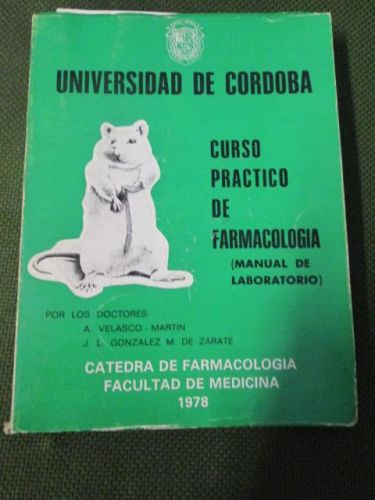 UNIVERSIDAD DE CORDOBA
CURSO
PRACTICO
DE
FARMACOLOGIA
(MANUAL DE
LABORATORIO)
POR LOS DOCTORES
A. VELASCO - MARTIN
J. L. GONZALEZ M. DE ZARATE
CATEDRA DE FARMACOLOGIA
FACULTAD DE MEDICINA
1978